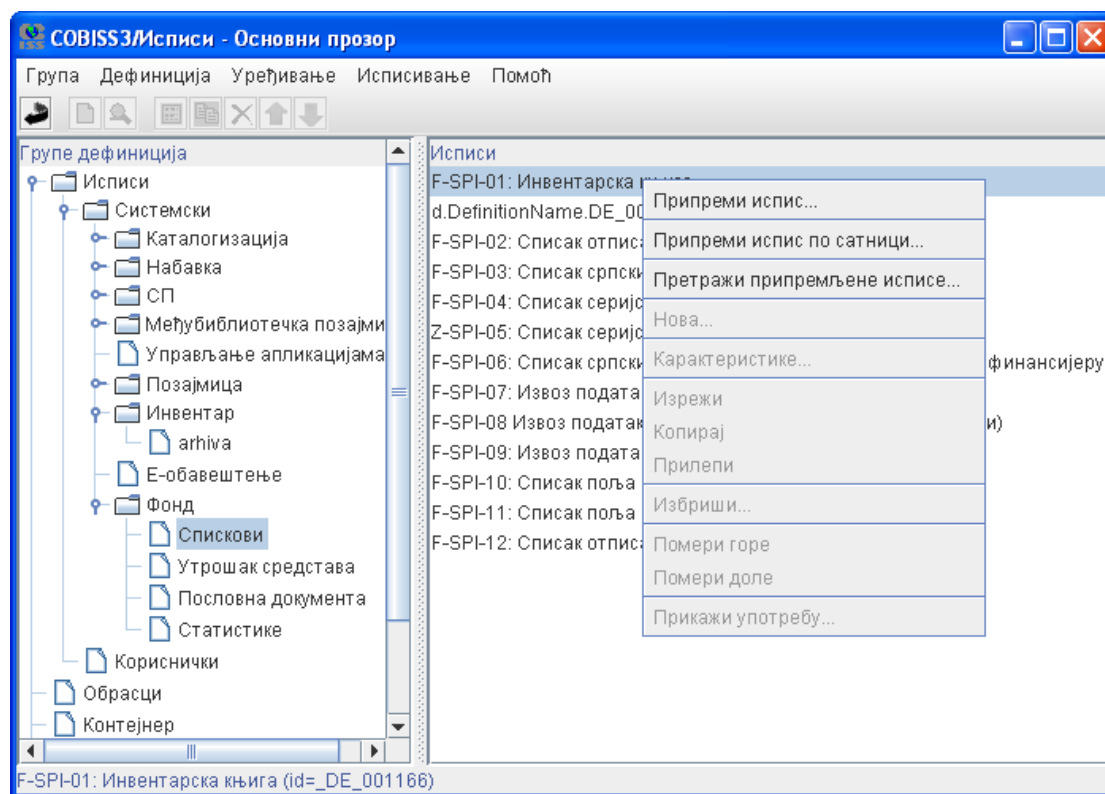 COBISS3/Исписи - Основни прозор
Група Дефиниција Уређивање Исписивање Помоћ
Групе дефиниција
Исписи
Системски
Каталогизација
Набавка
СП
Међубиблиотечка позајми
Управљање апликацијама
Позајмица
Инвентар
arhiva
Е-обавештење
Фонд
Спискови
Утрошак средстава
Пословна документа
Статистике
Кориснички
Обрасци
Контејнер
Исписи
F-SPI-01: Инвентарска
d.DefinitionName.DE_00
F-SPI-02: Списак отпис
F-SPI-03: Списак српски
F-SPI-04: Списак серијс
Z-SPI-05: Списак серијс
F-SPI-06: Списак српски финансијеру
F-SPI-07: Извоз подата
F-SPI-08 Извоз податак и)
F-SPI-09: Извоз подата
F-SPI-10: Списак поља
F-SPI-11: Списак поља
F-SPI-12: Списак отпис
Припреми испис...
Припреми испис по сатници...
Претражи припремљене исписе...
Нова...
Карактеристике...
Изрежи
Копирај
Прилепи
Избриши...
Помери горе
Помери доле
Прикажи употребу...
F-SPI-01: Инвентарска књига (id=_DE_001166)